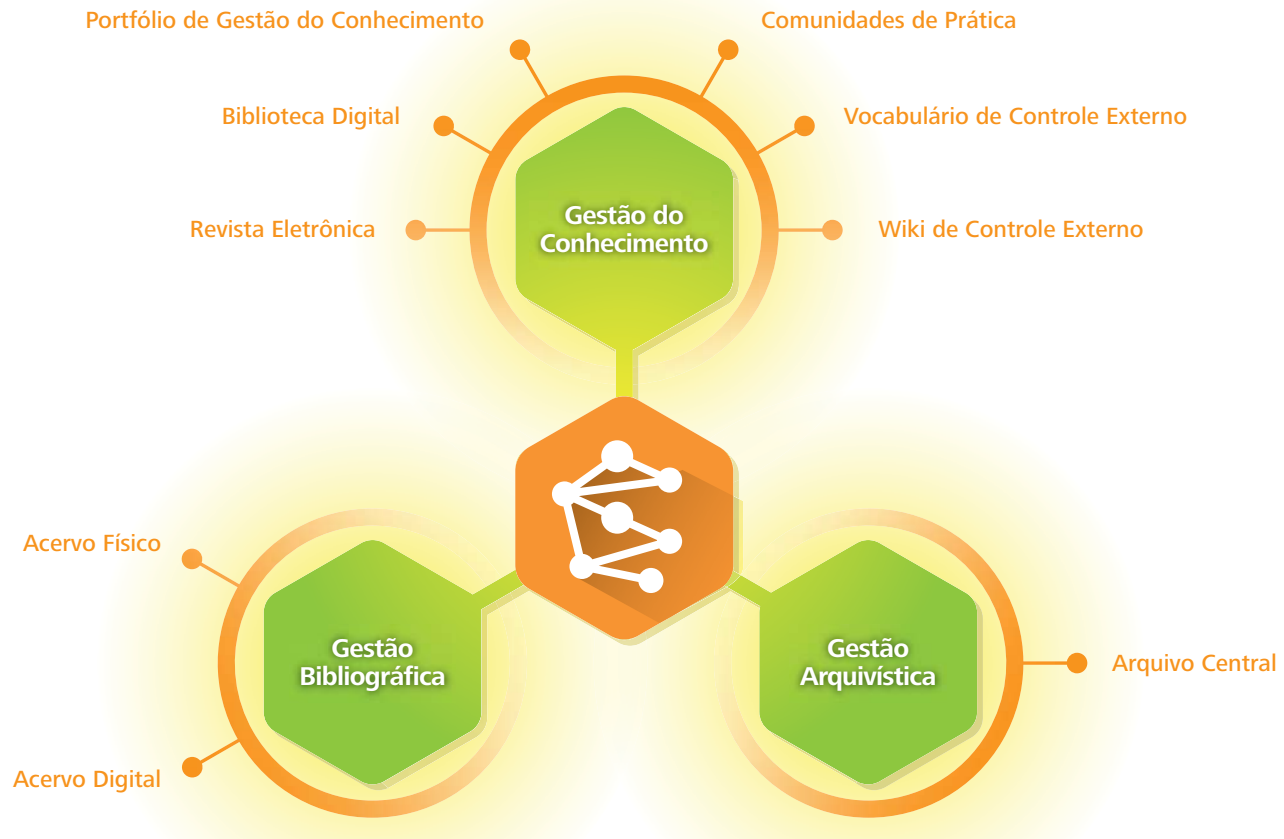 Portfólio de Gestão do Conhecimento
Comunidades de Prática
Biblioteca Digital
Vocabulário de Controle Externo
Revista Eletrônica
Gestão do
Conhecimento
Wiki de Controle Externo
Acervo Físico
Gestão
Bibliográfica
Acervo Digital
Gestão
Arquivística
Arquivo Central